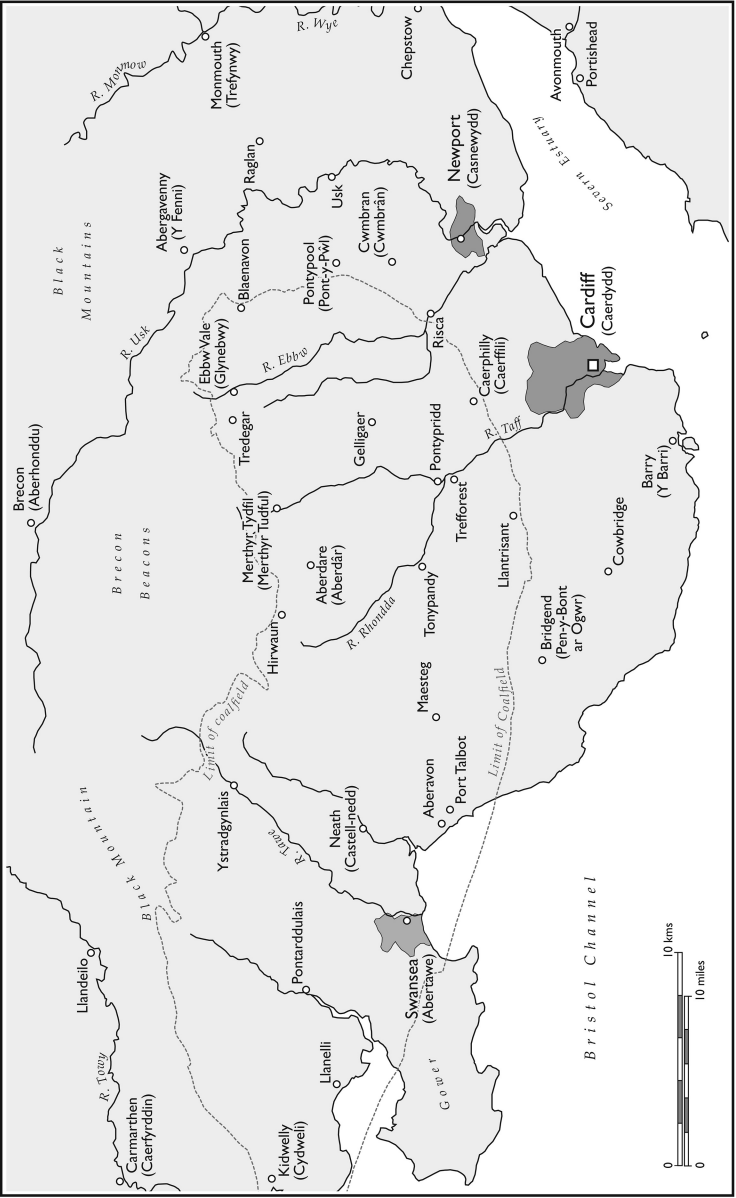 R. Wye
Chepstow
Avonmouth
Portishead
R. Monmow
Monmouth
(Trefynwy)
Severn Estuary
Raglan
Usk
Newport
(Casnewydd)
Abergavenny
(Y Fenni)
Cwmbran
(Cwmbrân)
Pontypool
(Pont-y-Pŵl)
Black
Mountains
Blaenavon
R. Usk
Ebbw Vale
(Glynebwy)
R. Ebbw
Risca
Cardiff
(Caerdydd)
Caerphilly
(Caerffili)
Tredegar
Gelligaer
R. Taff
Pontypridd
Trefforest
Barry
(Y Barri)
Brecon
(Aberhonddu)
Merthyr Tydfil
(Merthyr Tudful)
Llantrisant
Cowbridge
Brecon
Beacons
Aberdare
(Aberdâr)
Tonypandy
R. Rhondda
Hirwaun
Bridgend
(Pen-y-Bont
ar Ogwr)
Maesteg
Limit of coalfield
Limit of Coalfield
Aberavon
Port Talbot
Ystradgynlais
Neath
(Castell-nedd)
R. Tawe
Black Mountain
Swansea
(Abertawe)
Pontarddulais
Llandeilo
R. Towy
Llanelli
Gower
Bristol Channel
Carmarthen
(Caerfyrddin)
Kidwelly
(Cydweli)
0 10 kms
0 10 miles